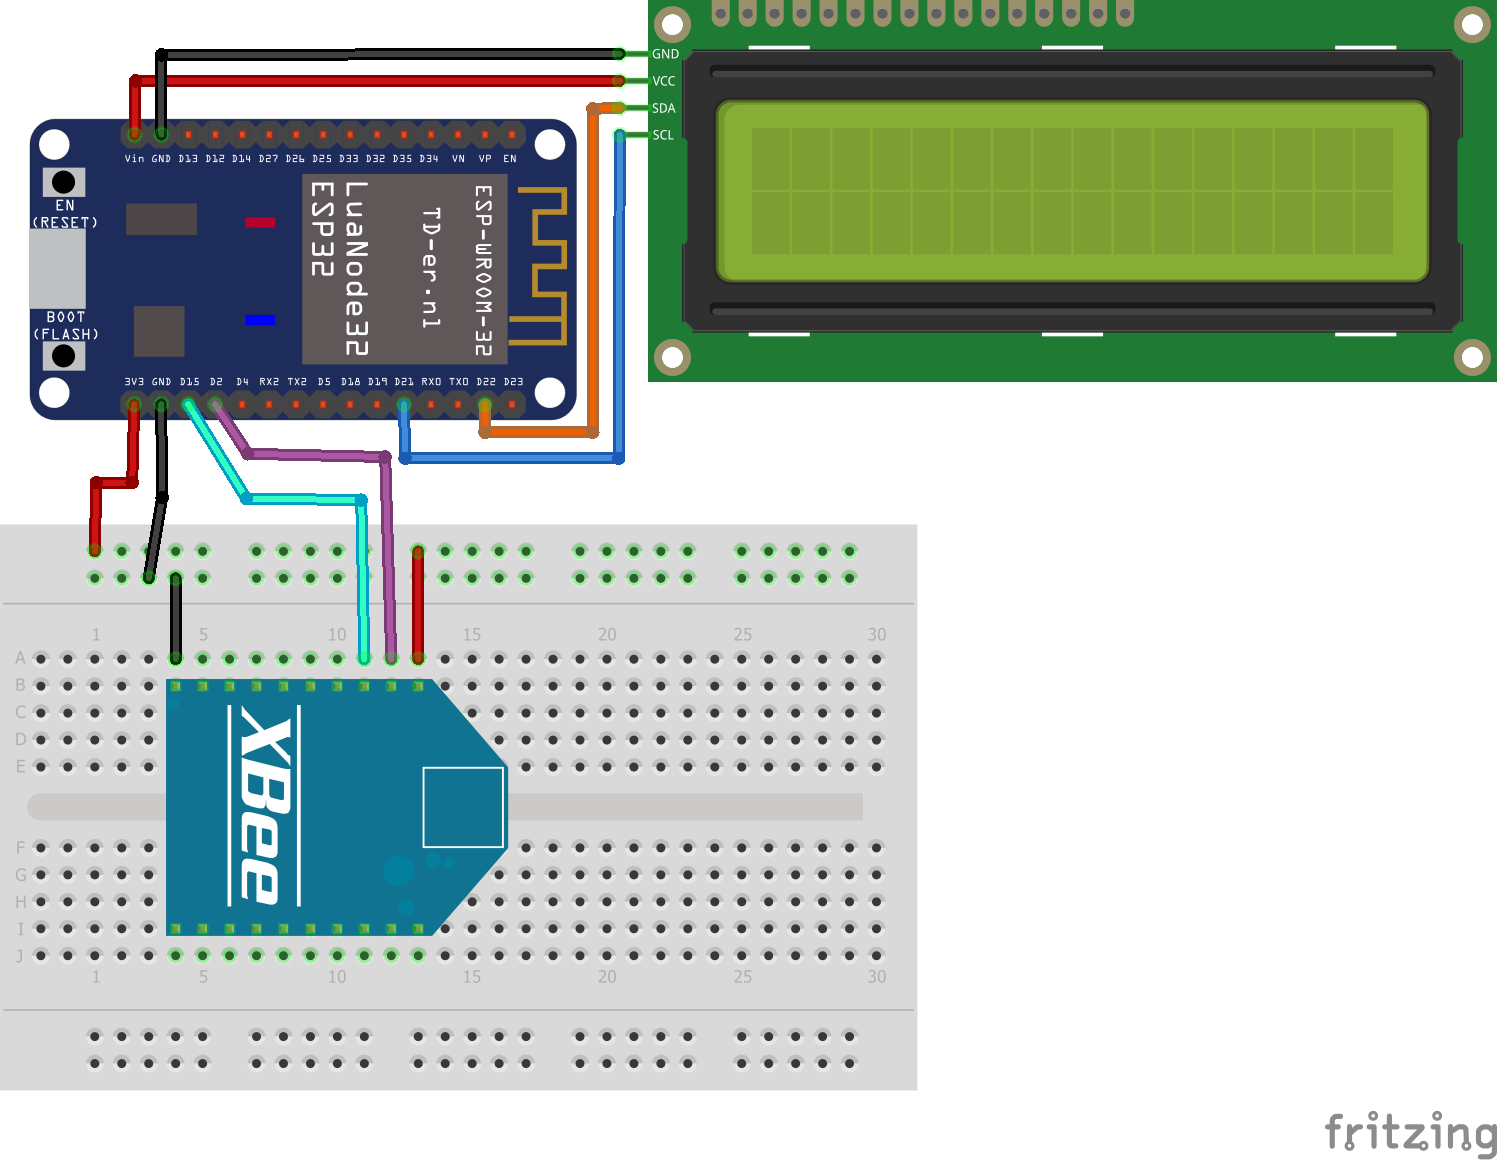 GND
VCC
SDA
SCL
Vin GND D13 D12 D14 D27 D26 D25 D33 D32 D35 D34 VN VP EN
EN
(RESET)
BOOT
(FLASH)
ESP-WROOM-32
TD-er.nl
LuaNode32
ESP32
3V3 GND D15 D2 D4 RX2 TX2 D5 D18 D19 D21 RX0 TX0 D22 D23
1 5 10 15 20 25 30
A
B
C
D
E
XBee
F
G
H
I
J
1 5 10 15 20 25 30
fritzing